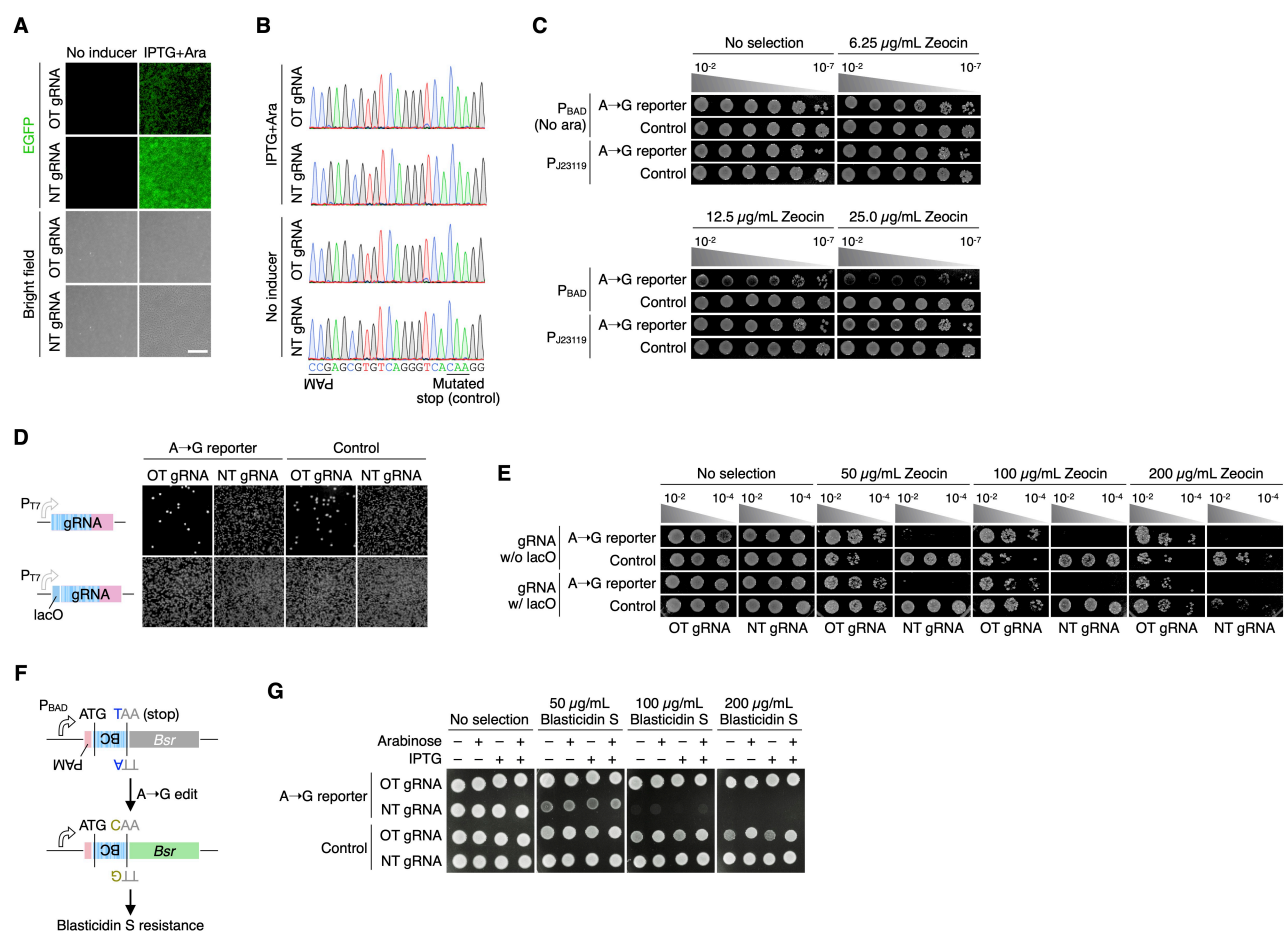 A
No inducer IPTG+Ara
EGFP
OT gRNA
NT gRNA
Bright field
OT gRNA
NT gRNA
B
IPTG+Ara
OT gRNA
NT gRNA
No inducer
OT gRNA
NT gRNA
CCGAGCGTGTCAGGGTCACAAGG
PAM
Mutated
stop (control)
C
No selection 6.25 µg/mL Zeocin
10-2 10-7 10-2 10-7
PBAD
(No ara)
A→G reporter
Control
PJ23119
A→G reporter
Control
12.5 µg/mL Zeocin 25.0 µg/mL Zeocin
10-2 10-7 10-2 10-7
PBAD
A→G reporter
Control
PJ23119
A→G reporter
Control
D
A→G reporter Control
OT gRNA NT gRNA OT gRNA NT gRNA
PT7
gRNA
PT7
gRNA
lacO
E
No selection 50 µg/mL Zeocin 100 µg/mL Zeocin 200 µg/mL Zeocin
10-2 10-4 10-2 10-4 10-2 10-4 10-2 10-4 10-2 10-4 10-2 10-4 10-2 10-4 10-2 10-4
gRNA
w/o lacO
A→G reporter
Control
gRNA
w/ lacO
A→G reporter
Control
OT gRNA NT gRNA OT gRNA NT gRNA OT gRNA NT gRNA OT gRNA NT gRNA
F
PBAD
ATG TAA (stop)
BC Bsr
PAM
ATT
A→G edit
ATG CAA
BC Bsr
GTT
Blasticidin S resistance
G
No selection
50 µg/mL
Blasticidin S
100 µg/mL
Blasticidin S
200 µg/mL
Blasticidin S
Arabinose − + − + − + − + − + − + − + − +
IPTG − − + + − − + + − − + + − − + +
A→G reporter
OT gRNA
NT gRNA
Control
OT gRNA
NT gRNA